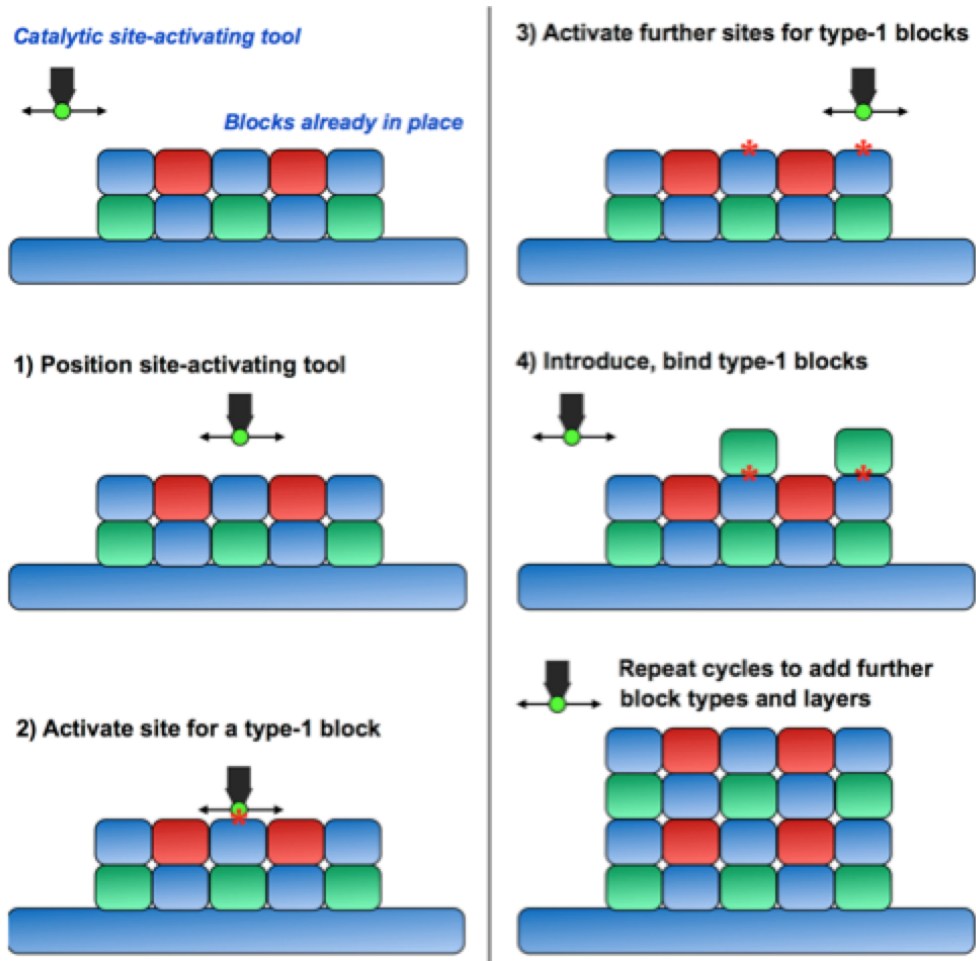 Catalytic site-activating tool
Blocks already in place
1) Position site-activating tool
2) Activate site for a type-1 block
3) Activate further sites for type-1 blocks
*
4) Introduce, bind type-1 blocks
Repeat cycles to add further
block types and layers